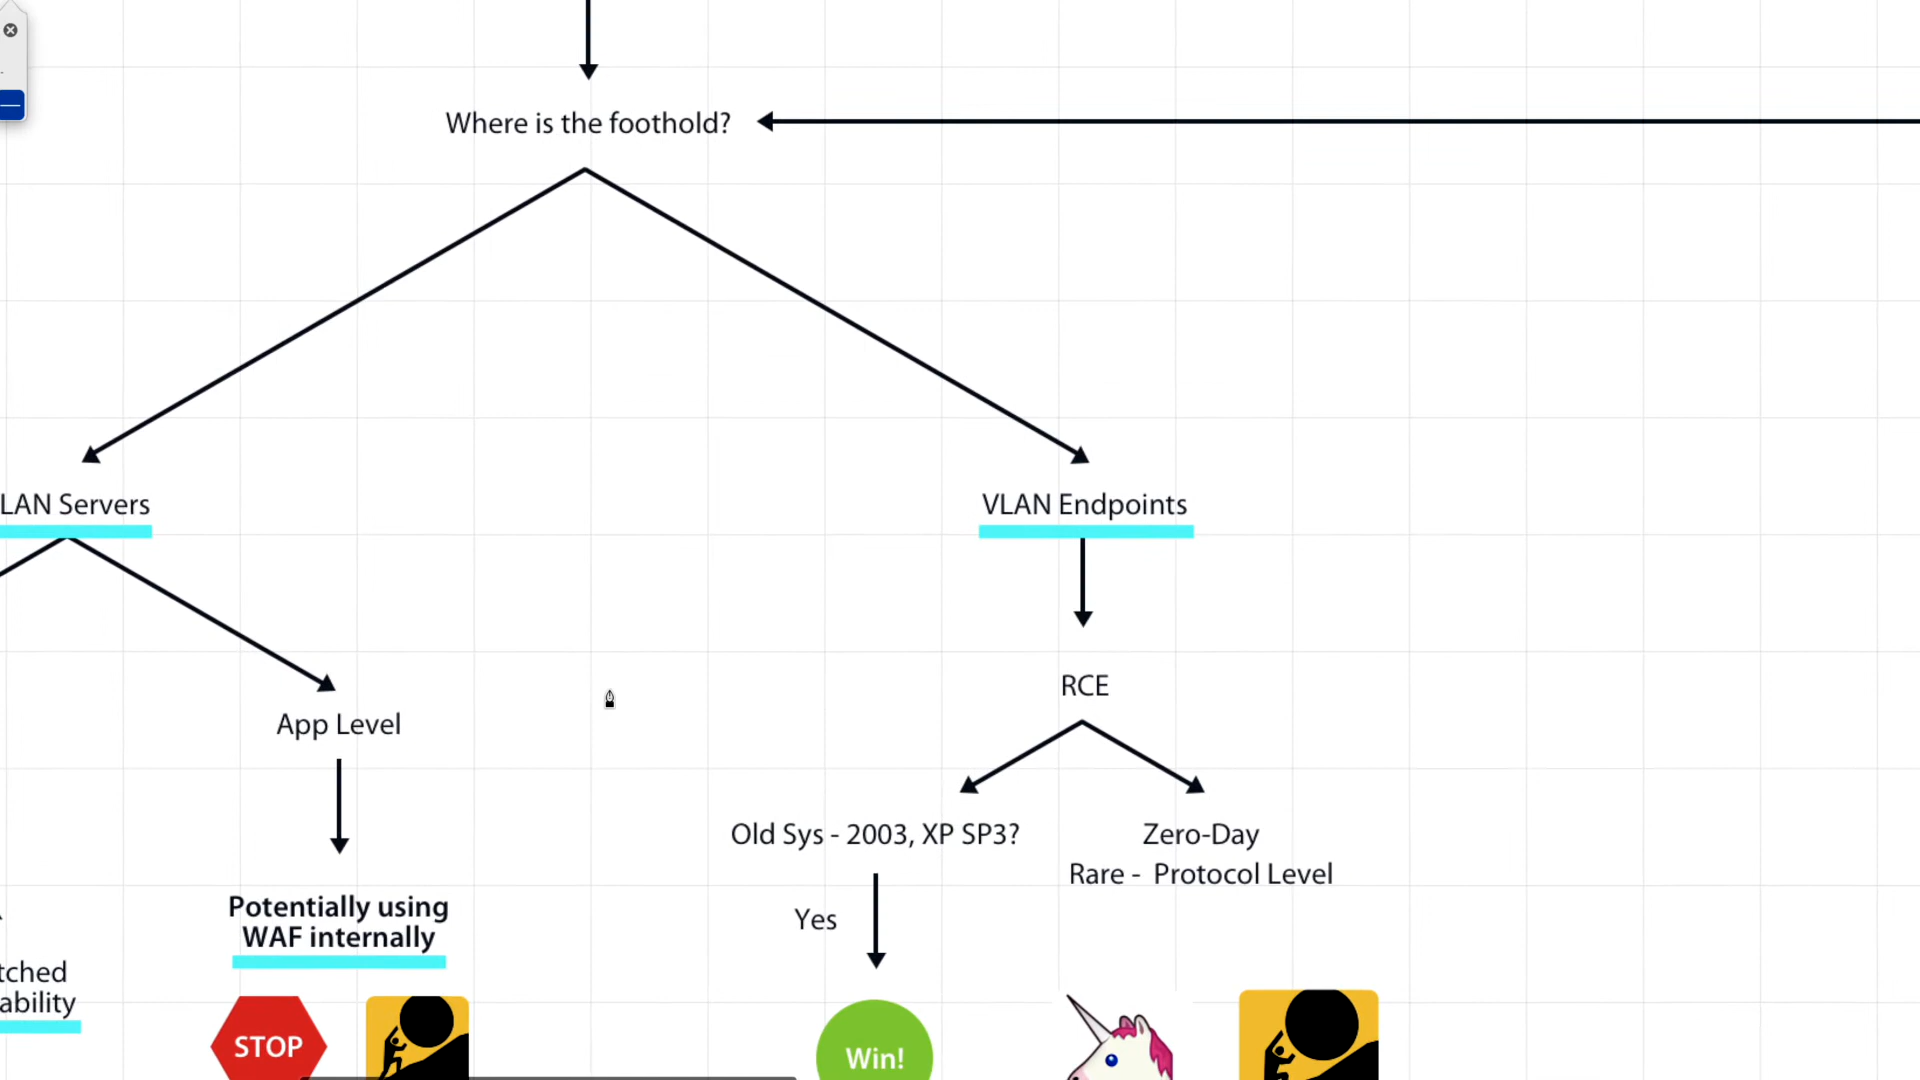 Where is the foothold?
LAN Servers
VLAN Endpoints
RCE
App Level
Old Sys - 2003, XP SP3?
Zero-Day
Rare - Protocol Level
Yes
Potentially using
WAF internally
tched
ability
STOP
Win!